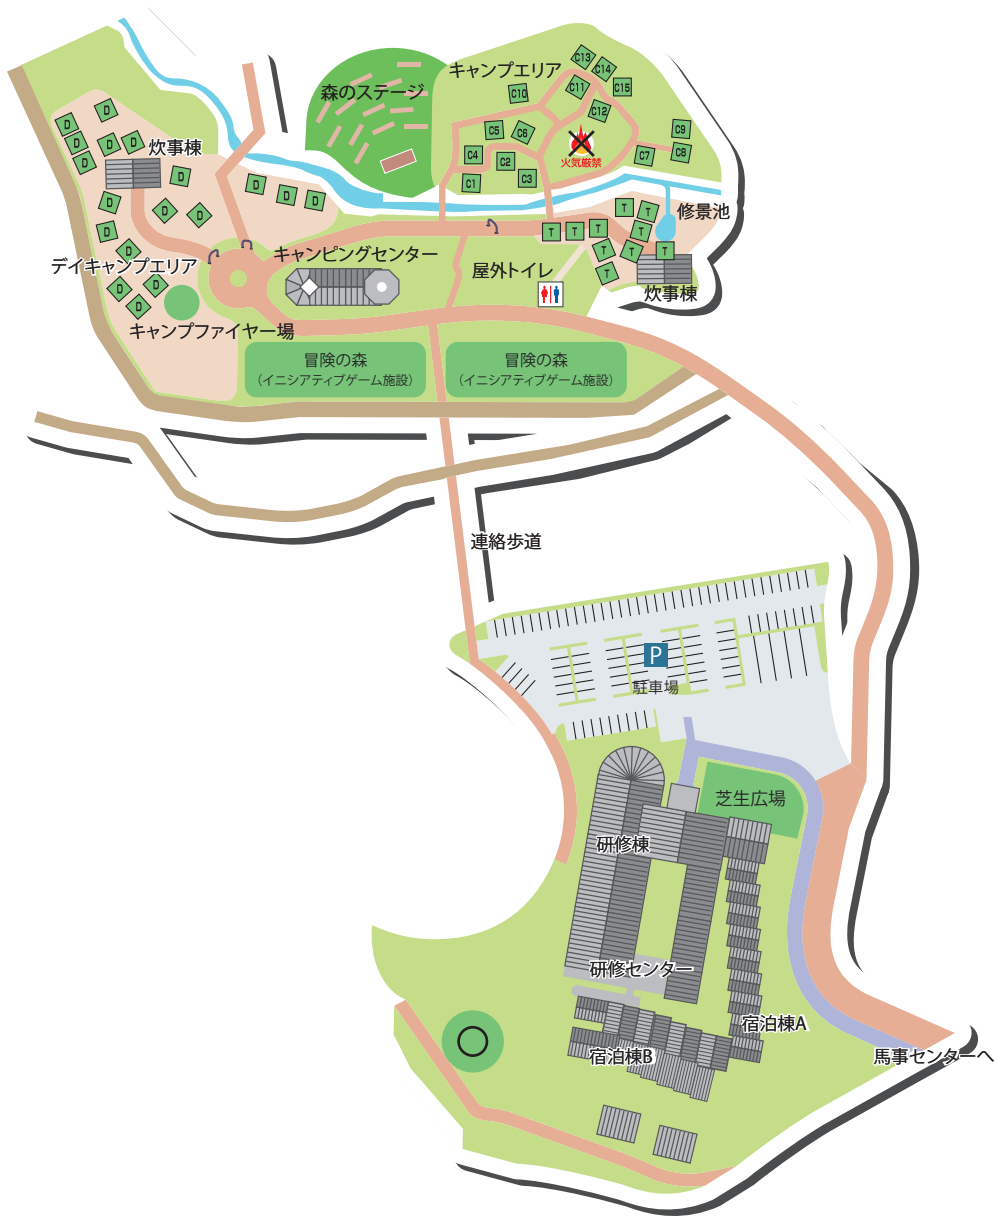 キャンプエリア
森のステージ
C13
C14
C11
C15
C10
C12
C5
C6
C9
C4
C2
C7
C8
C1
C3
火気厳禁
D
D
D
D
D
D
炊事棟
D
D
D
D
D
D
D
D
D
D
デイキャンプエリア
D
D
D
キャンプファイヤー場
キャンピングセンター
屋外トイレ
T
T
T
T
T
T
T
T
T
T
修景池
T
炊事棟
冒険の森
(イニシアティブゲーム施設)
冒険の森
(イニシアティブゲーム施設)
連絡歩道
P
駐車場
芝生広場
研修棟
研修センター
宿泊棟A
宿泊棟B
馬事センターへ